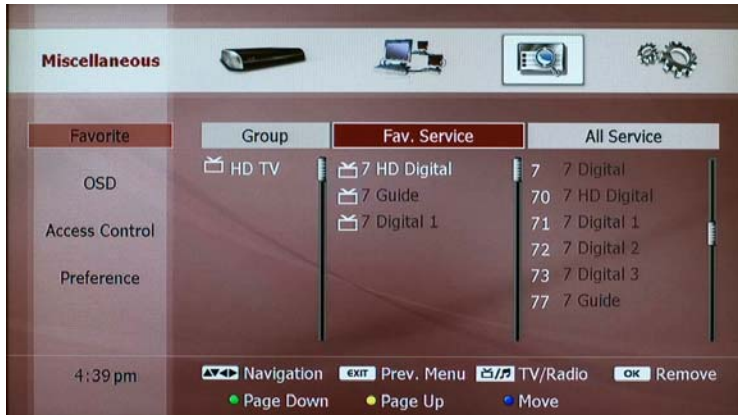 Miscellaneous
Favorite
OSD
Access Control
Preference
4:39 pm
Group
HD TV
Fav. Service
7 HD Digital
7 Guide
7 Digital 1
All Service
7 7 Digital
70 7 HD Digital
71 7 Digital 1
72 7 Digital 2
73 7 Digital 3
77 7 Guide
Navigation EXIT Prev. Menu TV/Radio OK Remove
Page Down Page Up Move